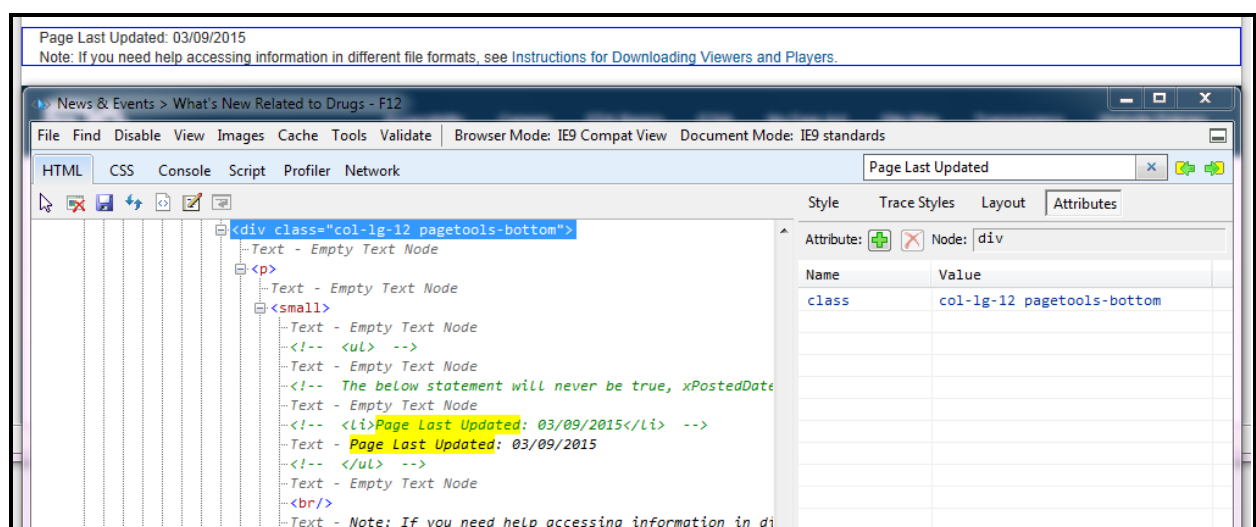 Page Last Updated: 03/09/2015
Note: If you need help accessing information in different file formats, see Instructions for Downloading Viewers and Players.
News & Events > What's New Related to Drugs - F12
File Find Disable View Images Cache Tools Validate Browser Mode: IE9 Compat View Document Mode: IE9 standards
HTML CSS Console Script Profiler Network Page Last Updated
Style Trace Styles Layout Attributes
Attribute: Node: div
Name Value
class col-lg-12 pagetools-bottom
<div class="col-lg-12 pagetools-bottom">
Text - Empty Text Node
<p>
Text - Empty Text Node
<small>
Text - Empty Text Node
<!-- <ul> -->
Text - Empty Text Node
<!-- The below statement will never be true, xPostedDate
Text - Empty Text Node
<!-- <li>Page Last Updated: 03/09/2015</li> -->
Text - Page Last Updated: 03/09/2015
<!-- </ul> -->
Text - Empty Text Node
<br/>
Text - Note: If you need help accessing information in di